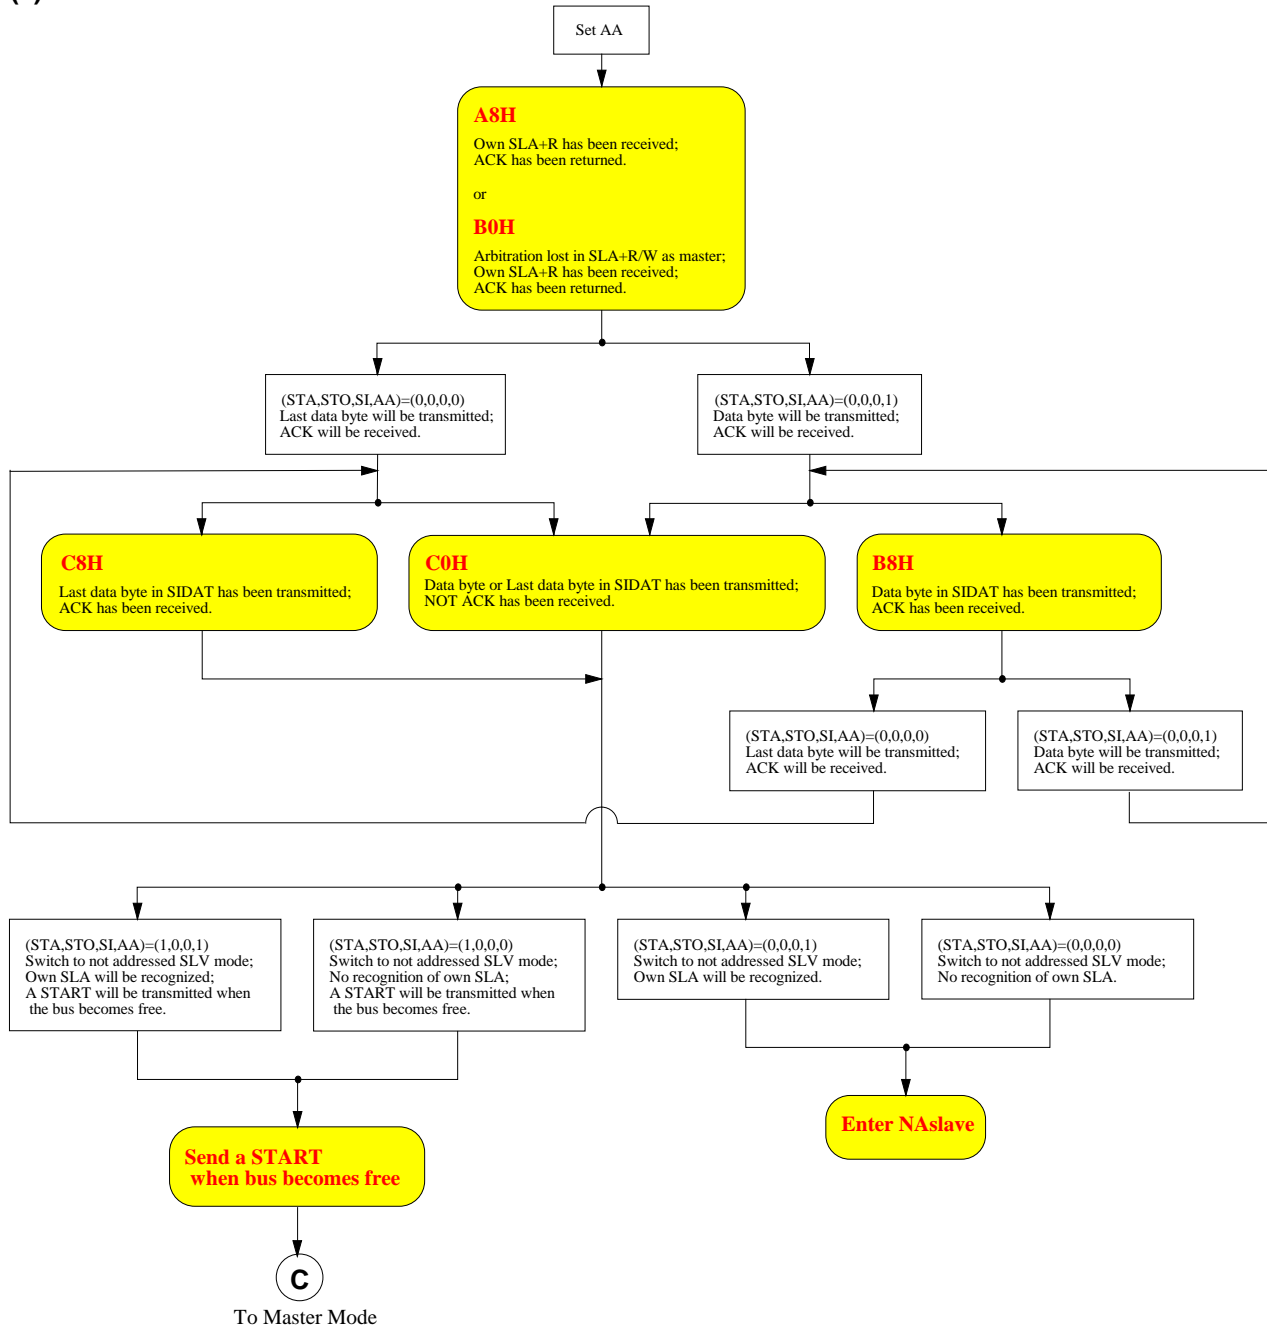 Set AA
A8H
Own SLA+R has been received;
ACK has been returned.
or
B0H
Arbitration lost in SLA+R/W as master;
Own SLA+R has been received;
ACK has been returned.
(STA,STO,SI,AA)=(0,0,0,0)
Last data byte will be transmitted;
ACK will be received.
(STA,STO,SI,AA)=(0,0,0,1)
Data byte will be transmitted;
ACK will be received.
C8H
Last data byte in SIDAT has been transmitted;
ACK has been received.
C0H
Data byte or Last data byte in SIDAT has been transmitted;
NOT ACK has been received.
B8H
Data byte in SIDAT has been transmitted;
ACK has been received.
(STA,STO,SI,AA)=(0,0,0,0)
Last data byte will be transmitted;
ACK will be received.
(STA,STO,SI,AA)=(0,0,0,1)
Data byte will be transmitted;
ACK will be received.
(STA,STO,SI,AA)=(1,0,0,1)
Switch to not addressed SLV mode;
Own SLA will be recognized;
A START will be transmitted when
the bus becomes free.
(STA,STO,SI,AA)=(1,0,0,0)
Switch to not addressed SLV mode;
No recognition of own SLA;
A START will be transmitted when
the bus becomes free.
(STA,STO,SI,AA)=(0,0,0,1)
Switch to not addressed SLV mode;
Own SLA will be recognized.
(STA,STO,SI,AA)=(0,0,0,0)
Switch to not addressed SLV mode;
No recognition of own SLA.
Send a START
when bus becomes free
Enter NAslave
C
To Master Mode